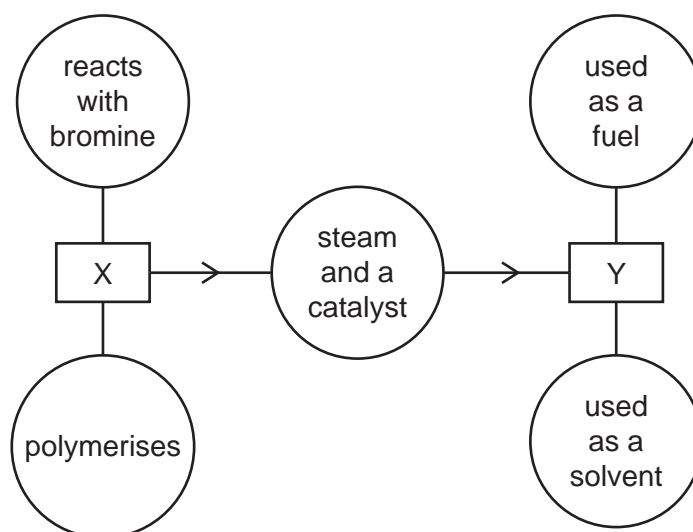 reacts
with
bromine
used
as a
fuel
X
steam
and a
catalyst
Y
polymerises
used
as a
solvent